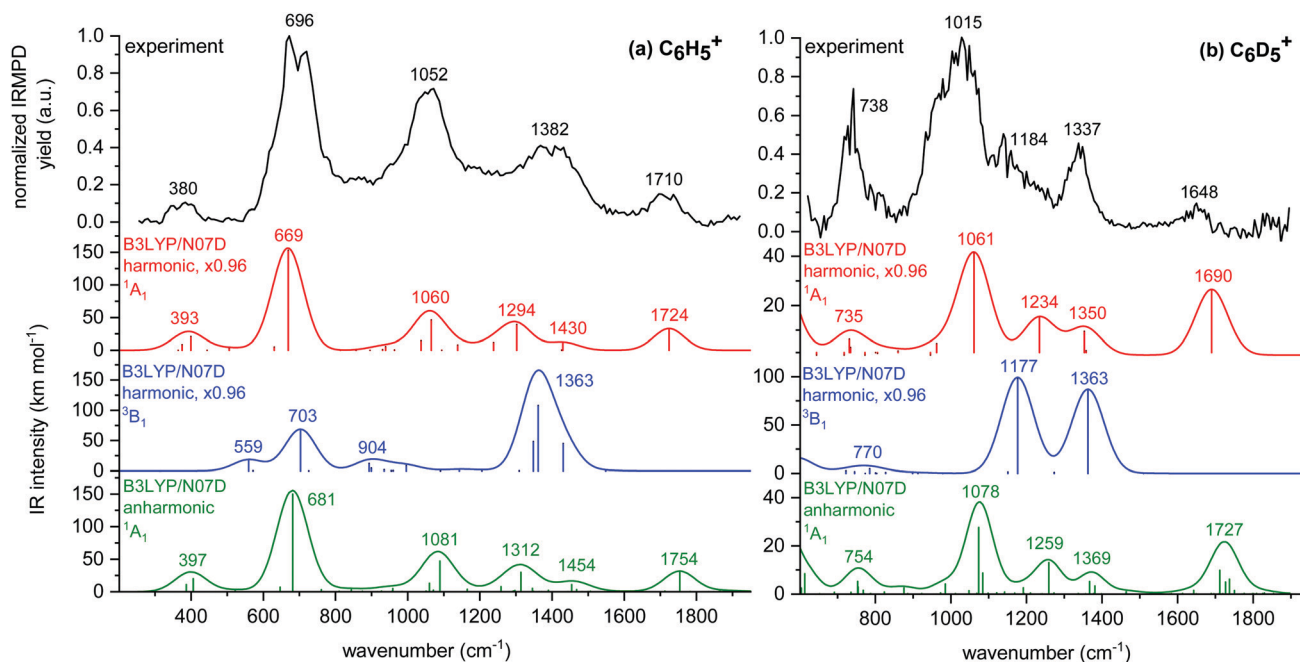 normalized IRMPD
yield (a.u.)
IR intensity (km mol⁻¹)
experiment
(a) C₆H₅⁺
1.0
0.8
0.6
0.4
0.2
0.0
380
696
1052
1382
1710
B3LYP/N07D
harmonic, x0.96
¹A₁
150
100
50
0
393
669
1060
1294
1430
1724
B3LYP/N07D
harmonic, x0.96
³B₁
150
100
50
0
559
703
904
1363
B3LYP/N07D
anharmonic
¹A₁
150
100
50
0
397
681
1081
1312
1454
1754
400 600 800 1000 1200 1400 1600 1800
wavenumber (cm⁻¹)
experiment
(b) C₆D₅⁺
1.0
0.8
0.6
0.4
0.2
0.0
738
1015
1184
1337
1648
B3LYP/N07D
harmonic, x0.96
¹A₁
40
20
0
735
1061
1234
1350
1690
B3LYP/N07D
harmonic, x0.96
³B₁
100
50
0
770
1177
1363
B3LYP/N07D
anharmonic
¹A₁
40
20
0
754
1078
1259
1369
1727
800 1000 1200 1400 1600 1800
wavenumber (cm⁻¹)